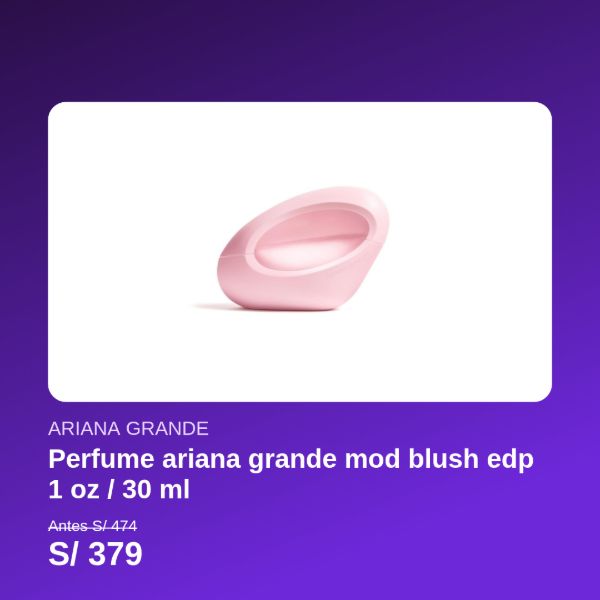 ARIANA GRANDE
Perfume ariana grande mod blush edp
1 oz / 30 ml
Antes S/ 474
S/ 379